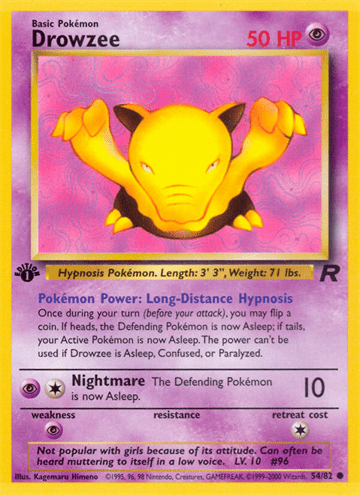 Basic Pokémon
Drowzee 50 HP
EDITION
1
Hypnosis Pokémon. Length: 3' 3", Weight: 71 lbs.
R
Pokémon Power: Long-Distance Hypnosis
Once during your turn (before your attack), you may flip a
coin. If heads, the Defending Pokémon is now Asleep; if tails,
your Active Pokémon is now Asleep. The power can't be
used if Drowzee is Asleep, Confused, or Paralyzed.
Nightmare The Defending Pokémon 10
is now Asleep.
weakness resistance retreat cost
Not popular with girls because of its attitude. Can often be
heard muttering to itself in a low voice. LV. 10 #96
Illus. Kagemaru Himeno ©1995, 96, 98 Nintendo, Creatures, GAMEFREAK. ©1999-2000 Wizards. 54/82